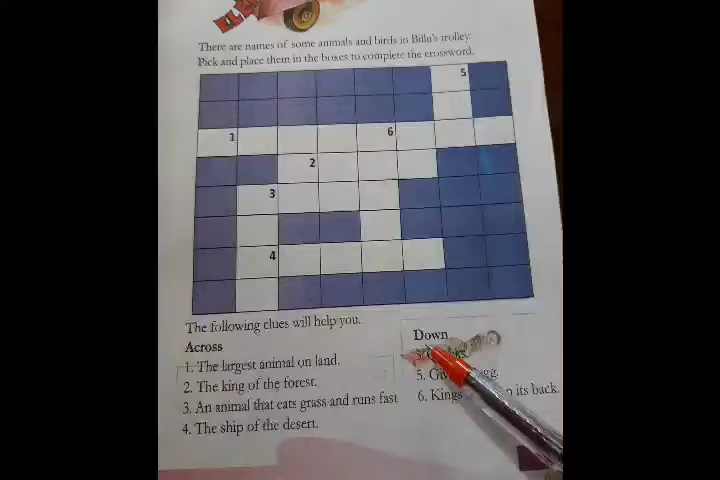 There are names of some animals and birds in Billu's trolley.
Pick and place them in the boxes to complete the crossword.
5
1 6
2
3
4
The following clues will help you.
Across
1. The largest animal on land.
2. The king of the forest.
3. An animal that eats grass and runs fast
4. The ship of the desert.
Down
5. egg.
6. Kings its back.